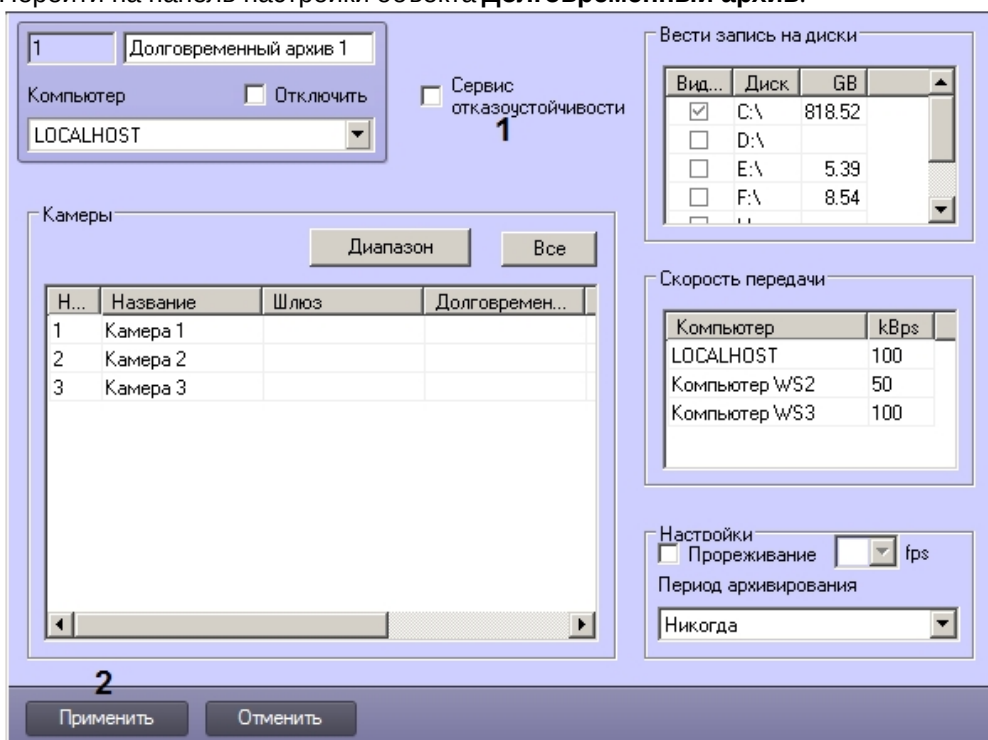 Перейти на панель настройки объекта Долговременный архив.
1 Долговременный архив 1
Компьютер Отключить
LOCALHOST
Сервис
отказоустойчивости
1
Вести запись на диски
Вид... Диск GB
C:\ 818.52
D:\
E:\ 5.39
F:\ 8.54
Камеры
Диапазон Все
Н... Название Шлюз Долговремен...
1 Камера 1
2 Камера 2
3 Камера 3
Скорость передачи
Компьютер kBps
LOCALHOST 100
Компьютер WS2 50
Компьютер WS3 100
Настройки
Прореживание fps
Период архивирования
Никогда
2
Применить Отменить